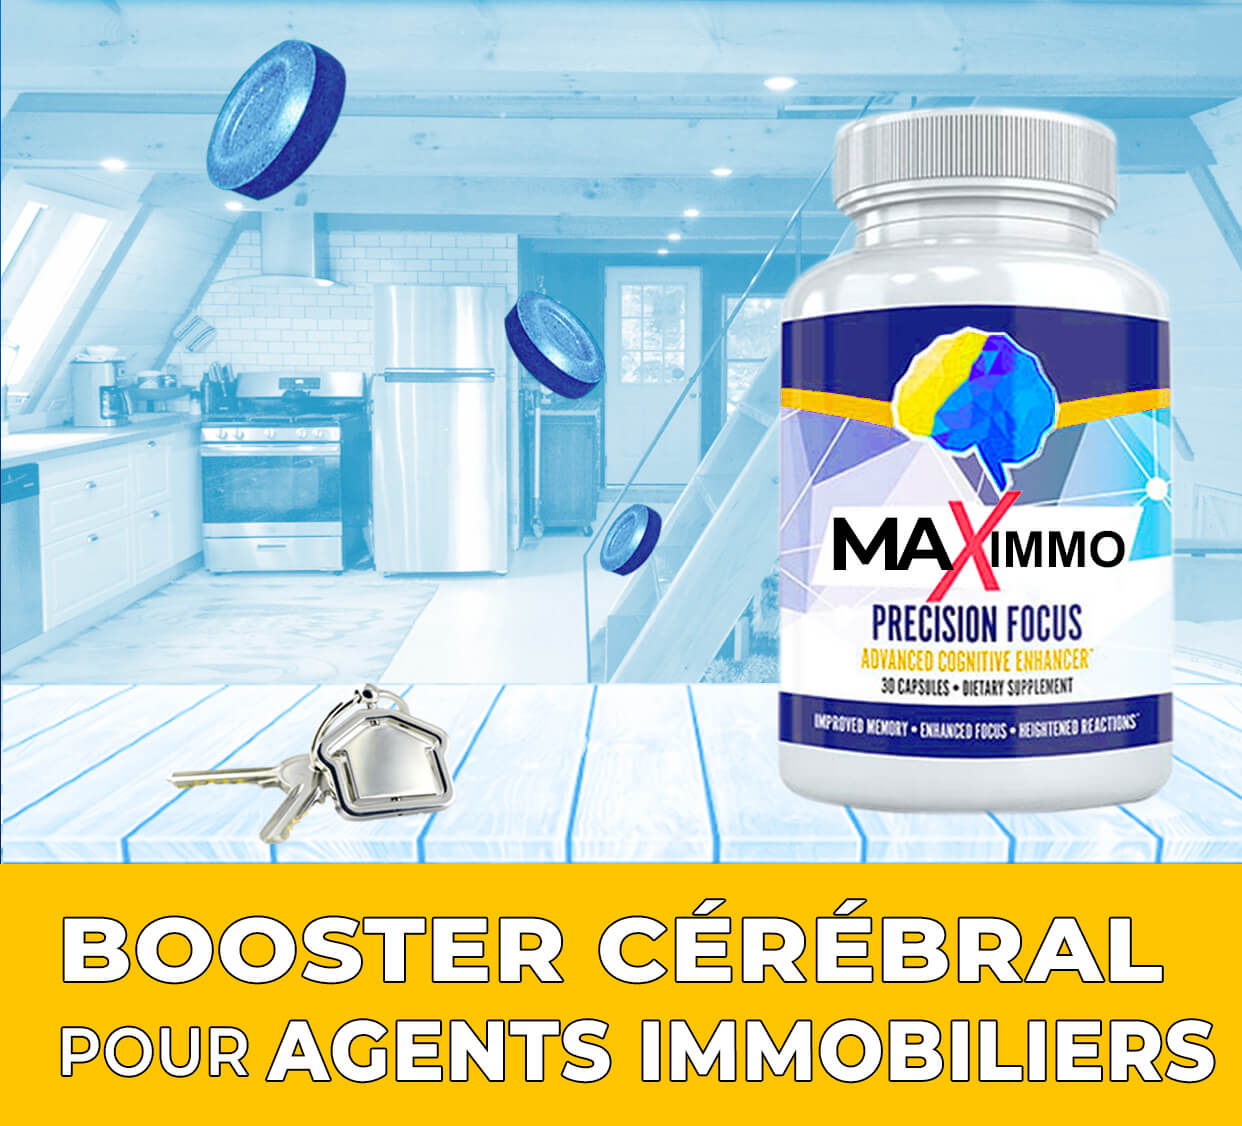 MAXIMMO
PRECISION FOCUS
ADVANCED COGNITIVE ENHANCER*
30 CAPSULES • DIETARY SUPPLEMENT
IMPROVED MEMORY • ENHANCED FOCUS • HEIGHTENED REACTIONS*
BOOSTER CÉRÉBRAL
POUR AGENTS IMMOBILIERS